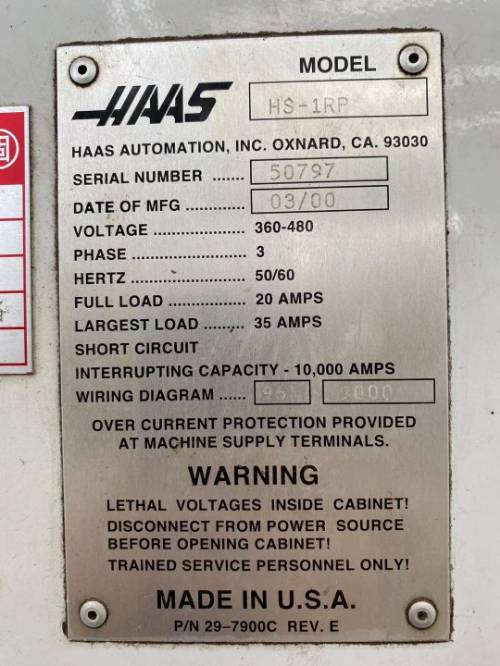 MODEL
HAAS
HS-1RP
HAAS AUTOMATION, INC. OXNARD, CA. 93030
SERIAL NUMBER ...... 50797
DATE OF MFG ............ 03/00
VOLTAGE .................. 360-480
PHASE ...................... 3
HERTZ ...................... 50/60
FULL LOAD ................ 20 AMPS
LARGEST LOAD ........ 35 AMPS
SHORT CIRCUIT
INTERRUPTING CAPACITY - 10,000 AMPS
WIRING DIAGRAM .....
OVER CURRENT PROTECTION PROVIDED
AT MACHINE SUPPLY TERMINALS.
WARNING
LETHAL VOLTAGES INSIDE CABINET!
DISCONNECT FROM POWER SOURCE
BEFORE OPENING CABINET!
TRAINED SERVICE PERSONNEL ONLY!
MADE IN U.S.A.
P/N 29-7900C REV. E